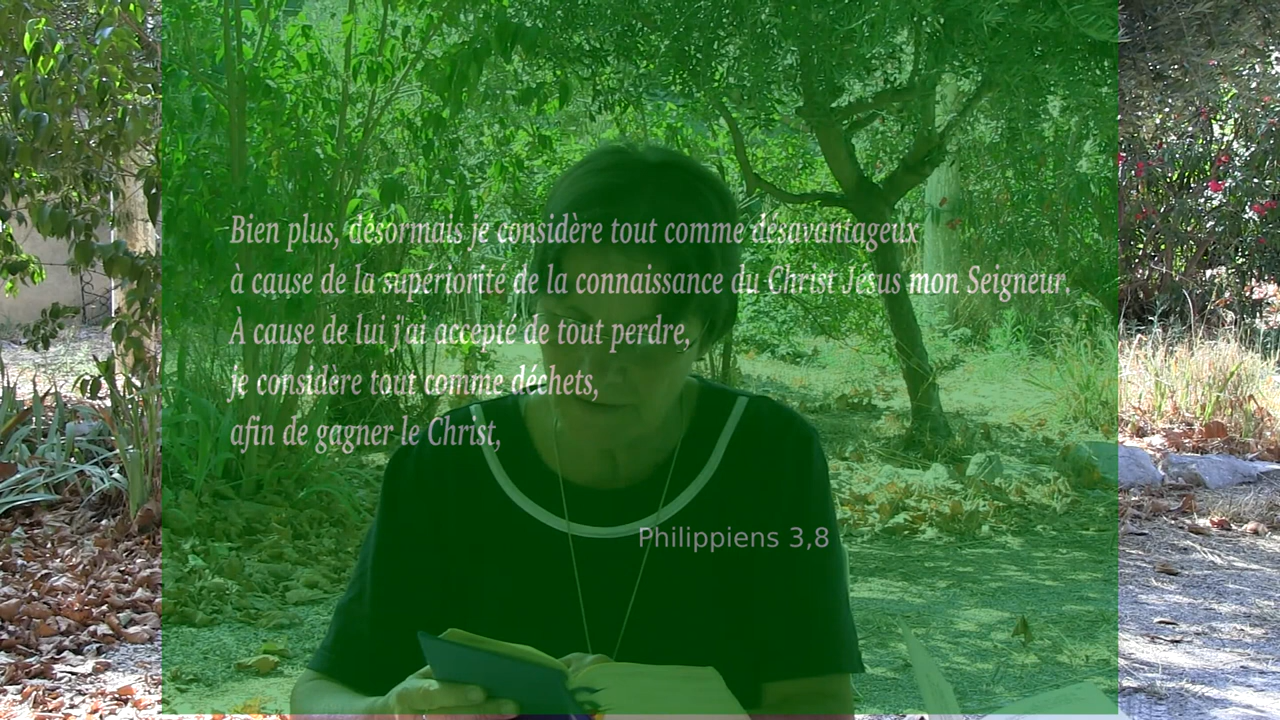 Bien plus, désormais je considère tout comme désavantageux
à cause de la supériorité de la connaissance du Christ Jésus mon Seigneur.
À cause de lui j'ai accepté de tout perdre,
je considère tout comme déchets,
afin de gagner le Christ,
Philippiens 3,8